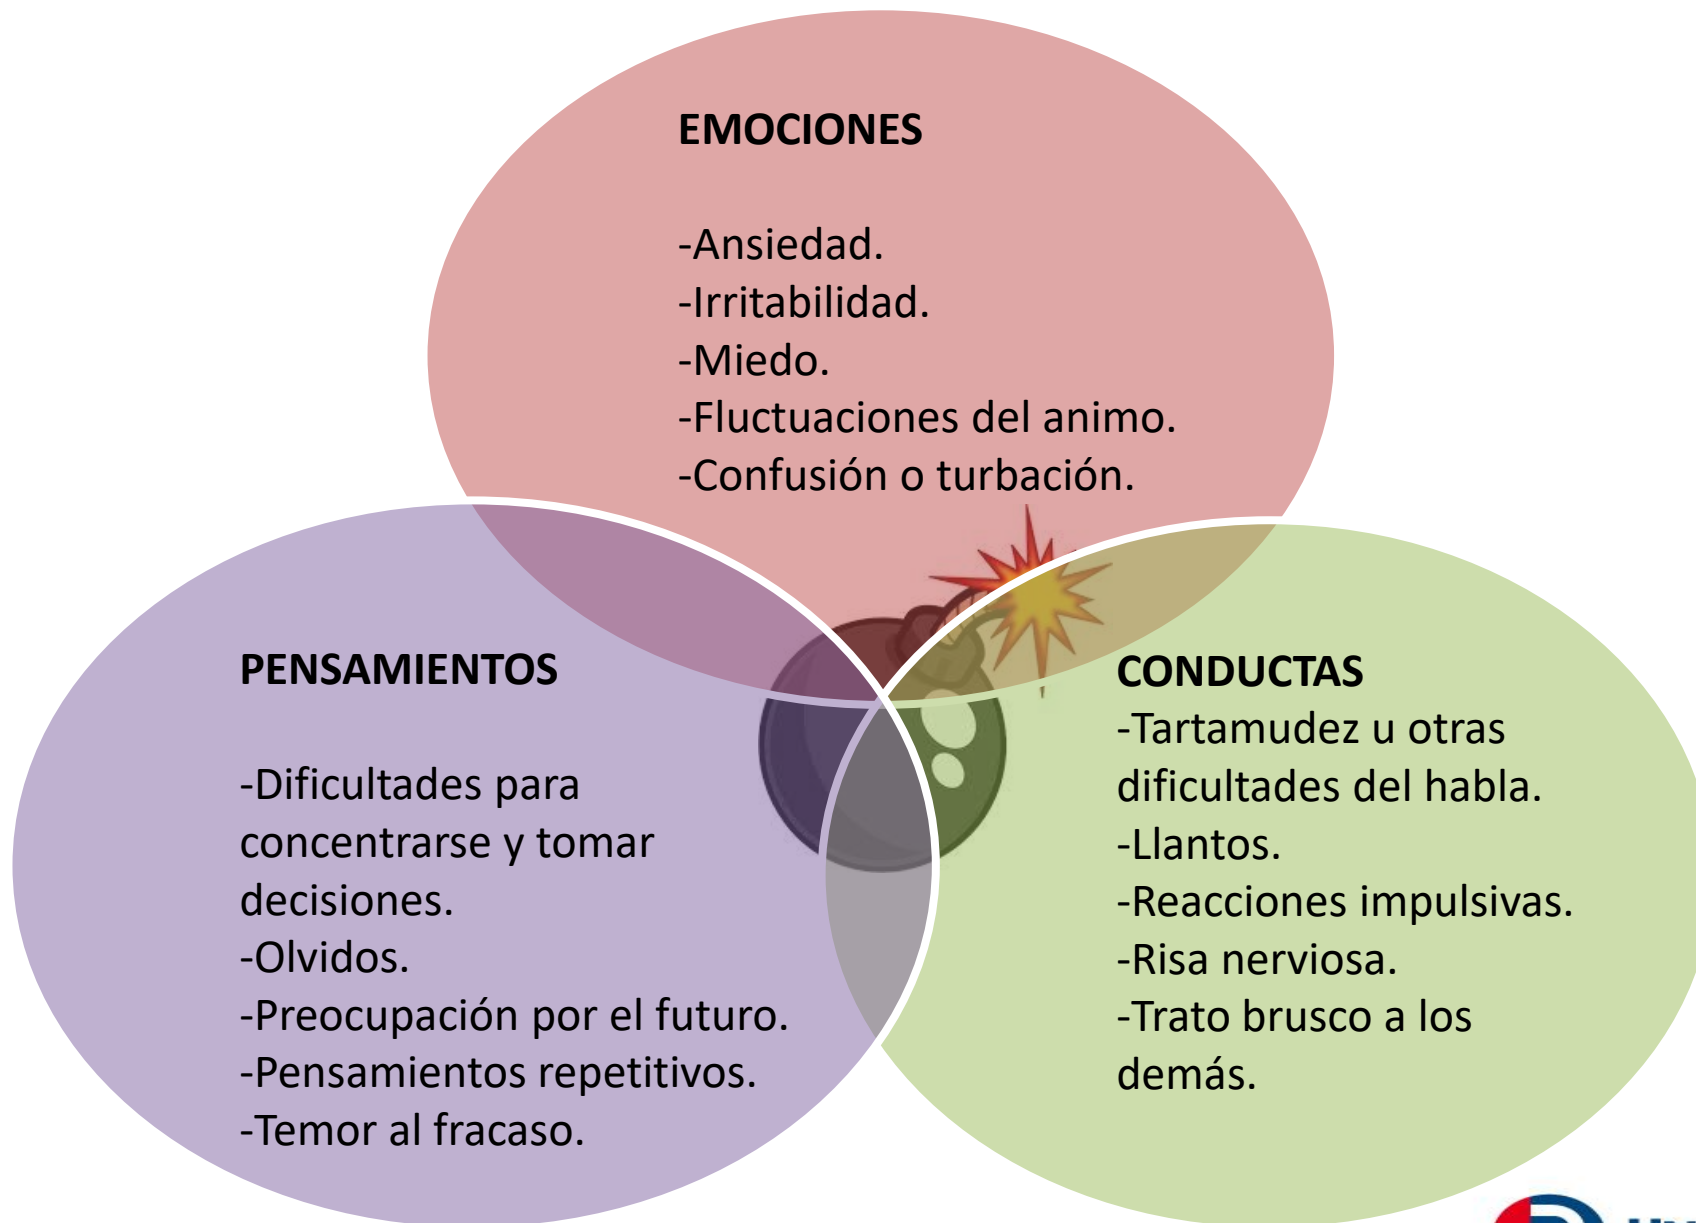 EMOCIONES
-Ansiedad.
-Irritabilidad.
-Miedo.
-Fluctuaciones del animo.
-Confusión o turbación.
PENSAMIENTOS
-Dificultades para
concentrarse y tomar
decisiones.
-Olvidos.
-Preocupación por el futuro.
-Pensamientos repetitivos.
-Temor al fracaso.
CONDUCTAS
-Tartamudez u otras
dificultades del habla.
-Llantos.
-Reacciones impulsivas.
-Risa nerviosa.
-Trato brusco a los
demás.